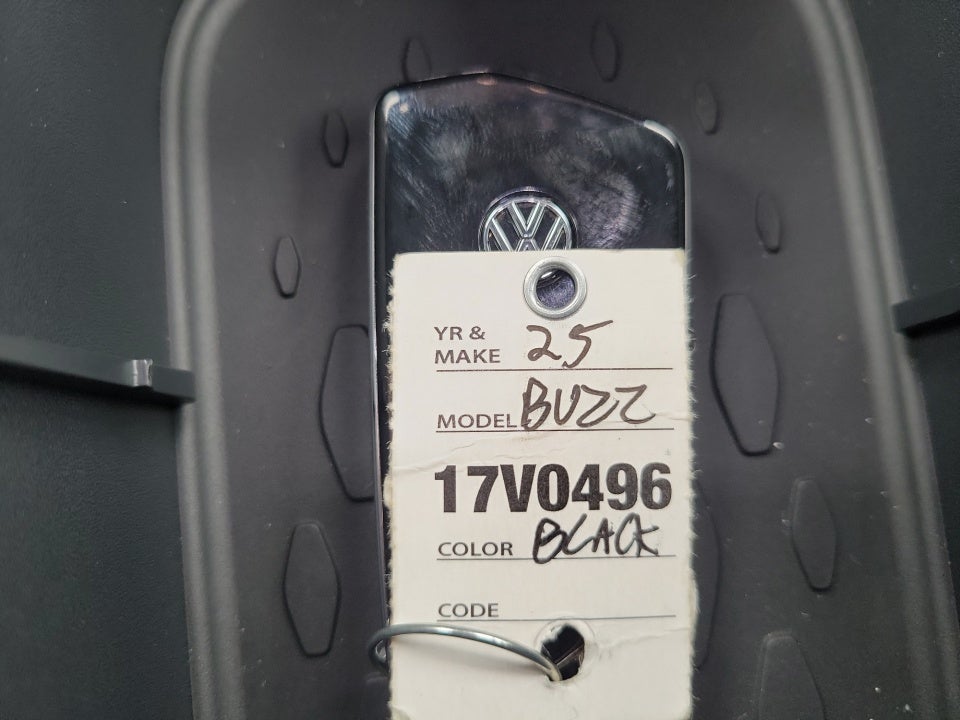 YR &
MAKE 25
MODEL BUZZ
17V0496
COLOR BLACK
CODE